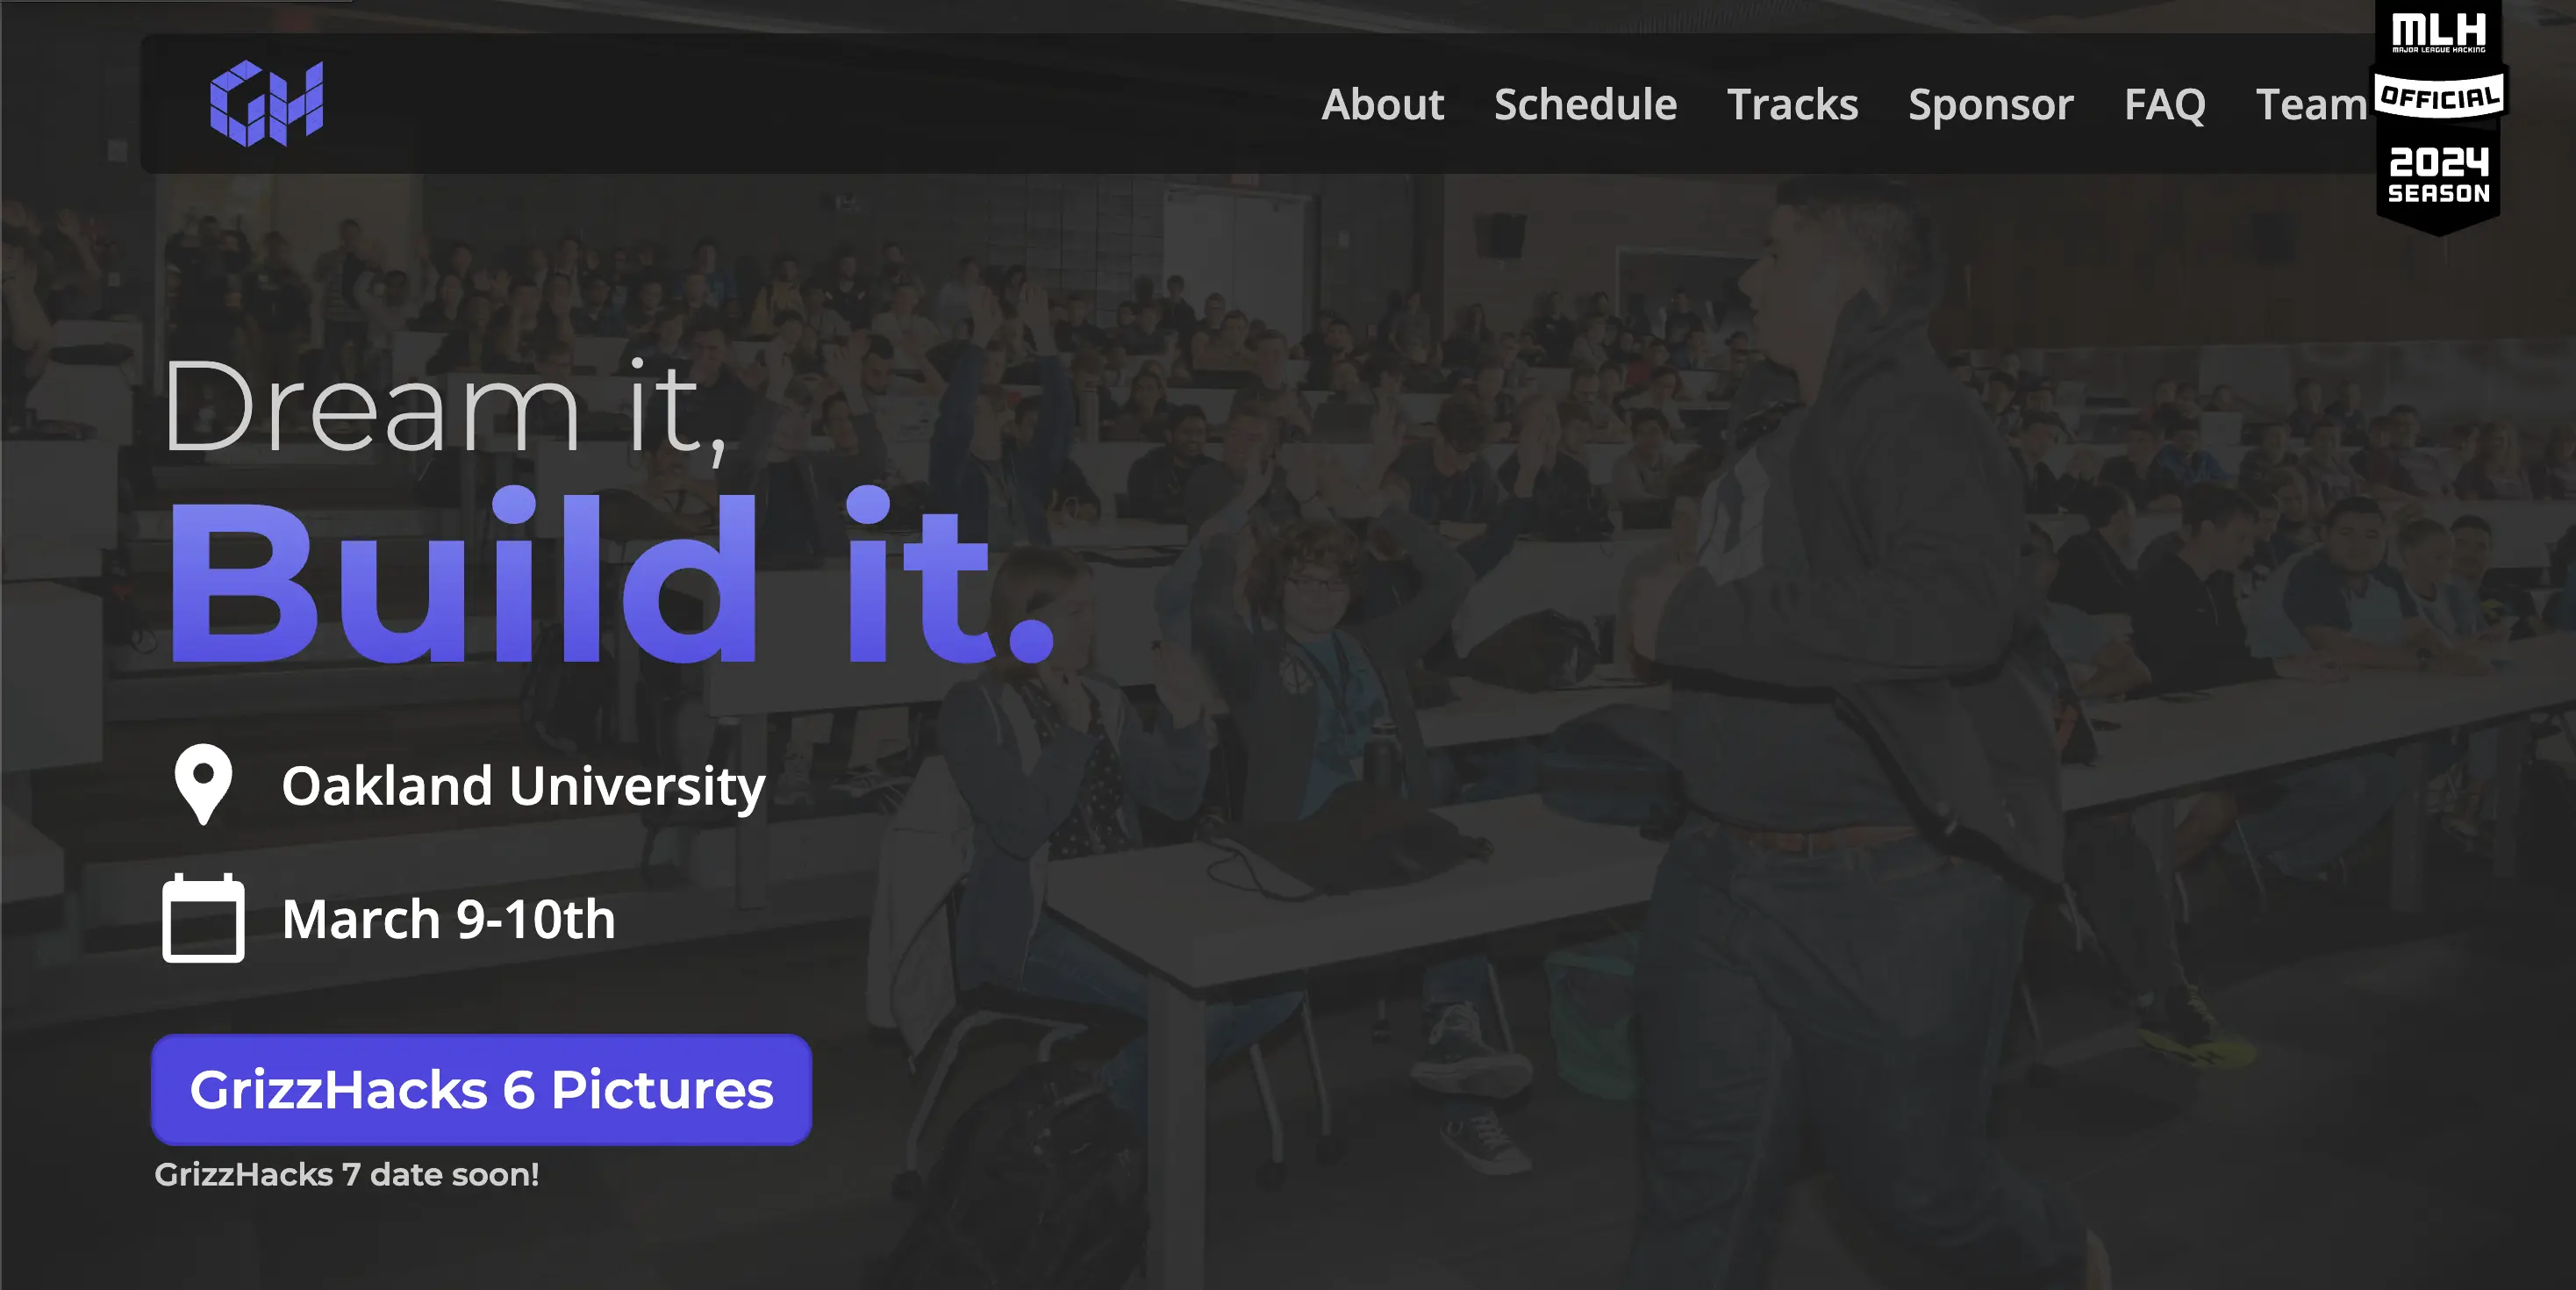 GH
About Schedule Tracks Sponsor FAQ Team
MLH
MAJOR LEAGUE HACKING
OFFICIAL
2024
SEASON
Dream it,
Build it.
Oakland University
March 9-10th
GrizzHacks 6 Pictures
GrizzHacks 7 date soon!